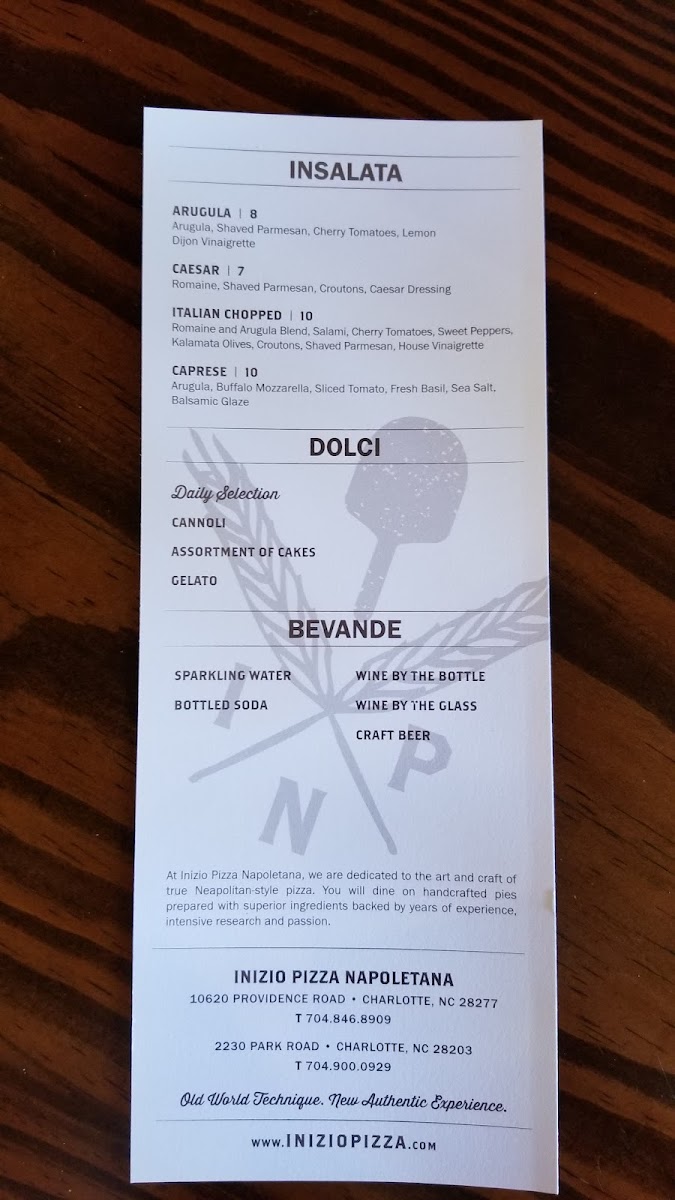 INSALATA
ARUGULA | 8
Arugula, Shaved Parmesan, Cherry Tomatoes, Lemon
Dijon Vinaigrette
CAESAR | 7
Romaine, Shaved Parmesan, Croutons, Caesar Dressing
ITALIAN CHOPPED | 10
Romaine and Arugula Blend, Salami, Cherry Tomatoes, Sweet Peppers,
Kalamata Olives, Croutons, Shaved Parmesan, House Vinaigrette
CAPRESE | 10
Arugula, Buffalo Mozzarella, Sliced Tomato, Fresh Basil, Sea Salt,
Balsamic Glaze
DOLCI
Daily Selection
CANNOLI
ASSORTMENT OF CAKES
GELATO
BEVANDE
SPARKLING WATER
BOTTLED SODA
WINE BY THE BOTTLE
WINE BY THE GLASS
CRAFT BEER
I
N
P
At Inizio Pizza Napoletana, we are dedicated to the art and craft of
true Neapolitan-style pizza. You will dine on handcrafted pies
prepared with superior ingredients backed by years of experience,
intensive research and passion.
INIZIO PIZZA NAPOLETANA
10620 PROVIDENCE ROAD • CHARLOTTE, NC 28277
T 704.846.8909
2230 PARK ROAD • CHARLOTTE, NC 28203
T 704.900.0929
Old World Technique. New Authentic Experience.
www.INIZIOPIZZA.com